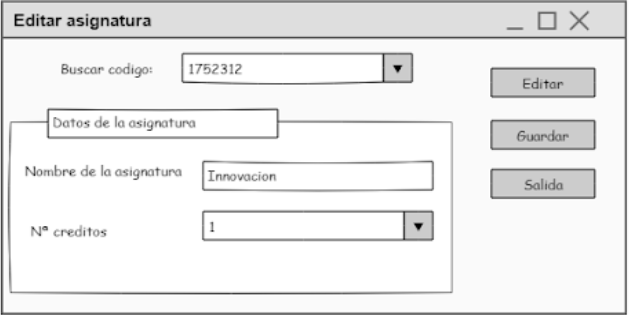 Editar asignatura
Buscar codigo: 1752312
Editar
Datos de la asignatura
Guardar
Nombre de la asignatura Innovacion
Salida
Nª creditos 1